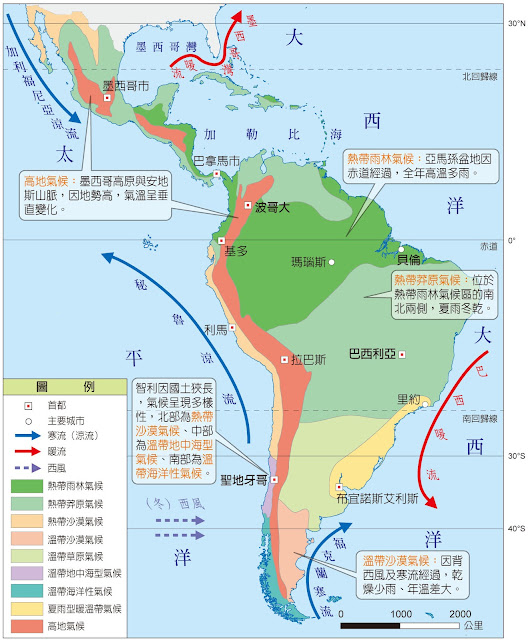 30°N
大
墨西哥灣
墨西哥灣暖流
北回歸線
加利福尼亞涼流
墨西哥市
西
加勒比海
太
巴拿馬市
熱帶雨林氣候：亞馬孫盆地因
赤道經過，全年高溫多雨。
高地氣候：墨西哥高原與安地
斯山脈，因地勢高，氣溫呈垂
直變化。
洋
波哥大
基多
赤道
0°
貝倫
瑪瑙斯
熱帶莽原氣候：位於
熱帶雨林氣候區的南
北兩側，夏雨冬乾。
祕魯涼流
利馬
大
平
拉巴斯
巴西利亞
巴西暖流
智利因國土狹長
，氣候呈現多樣
性，北部為熱帶
沙漠氣候、中部
為溫帶地中海型
氣候、南部為溫
帶海洋性氣候。
里約
南回歸線
西
聖地牙哥
布宜諾斯艾利斯
(冬)西風
40°S
洋
洋
福克蘭寒流
溫帶沙漠氣候：因背
西風及寒流經過，乾
燥少雨、年溫差大。
0 1000 2000
公里
圖例
首都
主要城市
寒流（涼流）
暖流
西風
熱帶雨林氣候
熱帶莽原氣候
熱帶沙漠氣候
溫帶沙漠氣候
溫帶草原氣候
溫帶地中海型氣候
溫帶海洋性氣候
夏雨型暖溫帶氣候
高地氣候